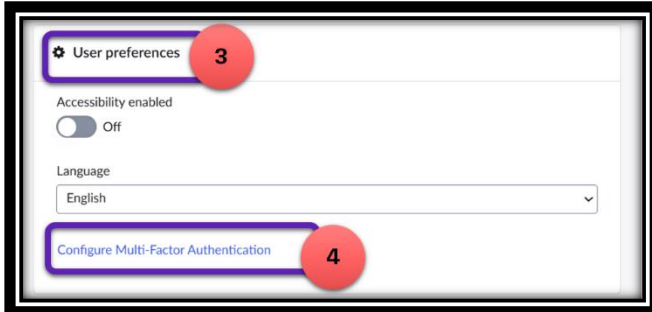 User preferences
3
Accessibility enabled
Off
Language
English
Configure Multi-Factor Authentication
4